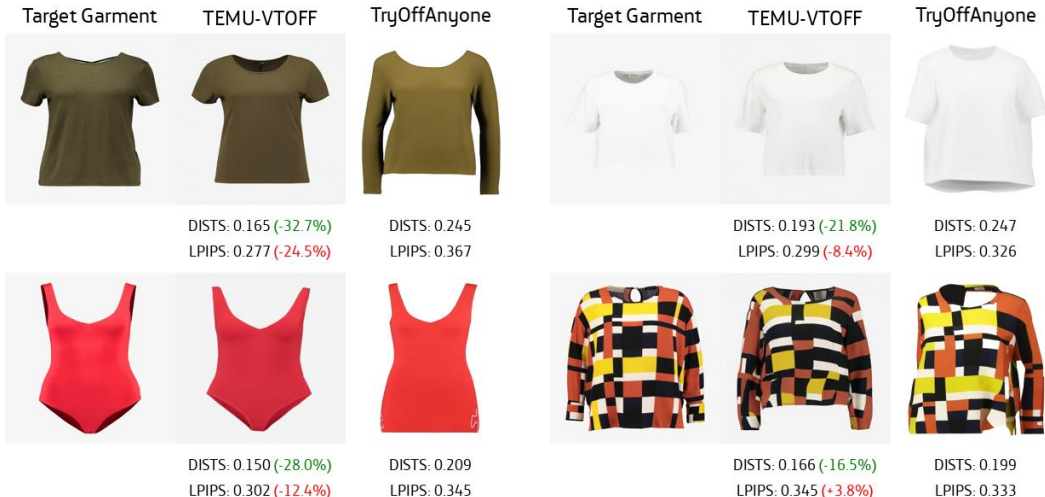 Target Garment TEMU-VTOFF TryOffAnyone Target Garment TEMU-VTOFF TryOffAnyone
DISTS: 0.165 (-32.7%) DISTS: 0.245 DISTS: 0.193 (-21.8%) DISTS: 0.247
LPIPS: 0.277 (-24.5%) LPIPS: 0.367 LPIPS: 0.299 (-8.4%) LPIPS: 0.326
DISTS: 0.150 (-28.0%) DISTS: 0.209 DISTS: 0.166 (-16.5%) DISTS: 0.199
LPIPS: 0.302 (-12.4%) LPIPS: 0.345 LPIPS: 0.345 (+3.8%) LPIPS: 0.333